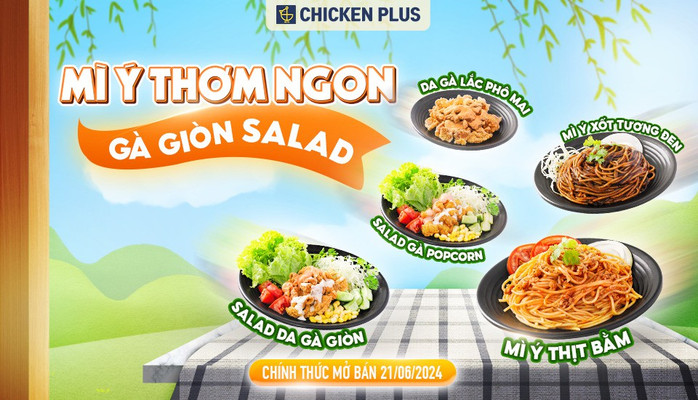 CHICKEN PLUS
MÌ Ý THƠM NGON
GÀ GIÒN SALAD
DA GÀ LẮC PHÔ MAI
MÌ Ý XỐT TƯƠNG ĐEN
SALAD GÀ POPCORN
SALAD DA GÀ GIÒN
MÌ Ý THỊT BẰM
CHÍNH THỨC MỞ BÁN 21/06/2024